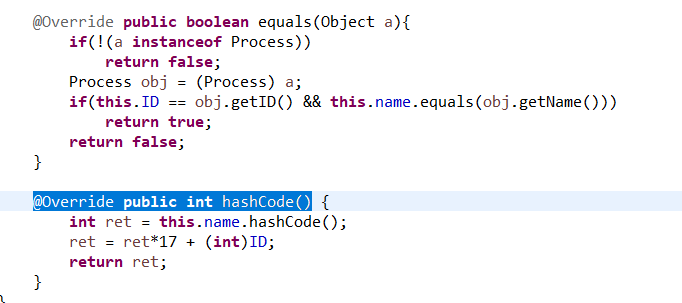 @Override public boolean equals(Object a){
if(!(a instanceof Process))
return false;
Process obj = (Process) a;
if(this.ID == obj.getID() && this.name.equals(obj.getName()))
return true;
return false;
}
@Override public int hashCode() {
int ret = this.name.hashCode();
ret = ret*17 + (int)ID;
return ret;
}
}